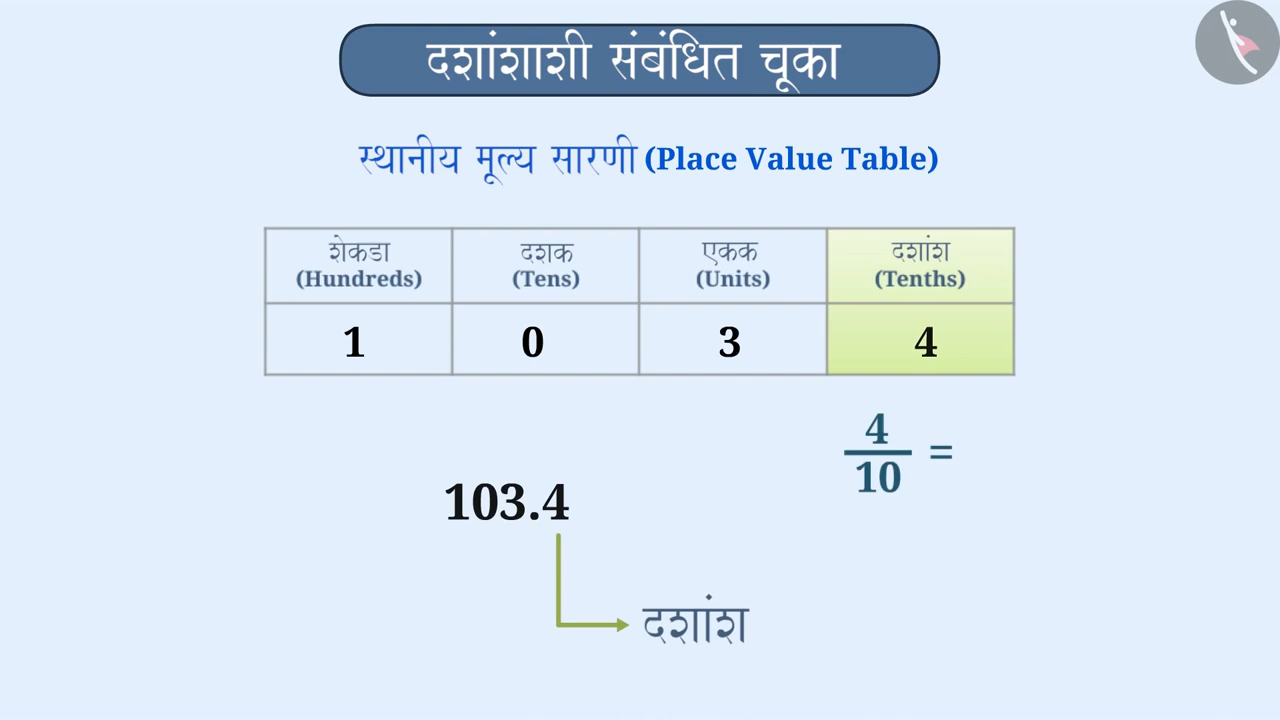 दशांशाशी संबंधित चूका
स्थानीय मूल्य सारणी (Place Value Table)
शेकडा दशक एकक दशांश
(Hundreds) (Tens) (Units) (Tenths)
1 0 3 4
4
10
=
103.4
दशांश